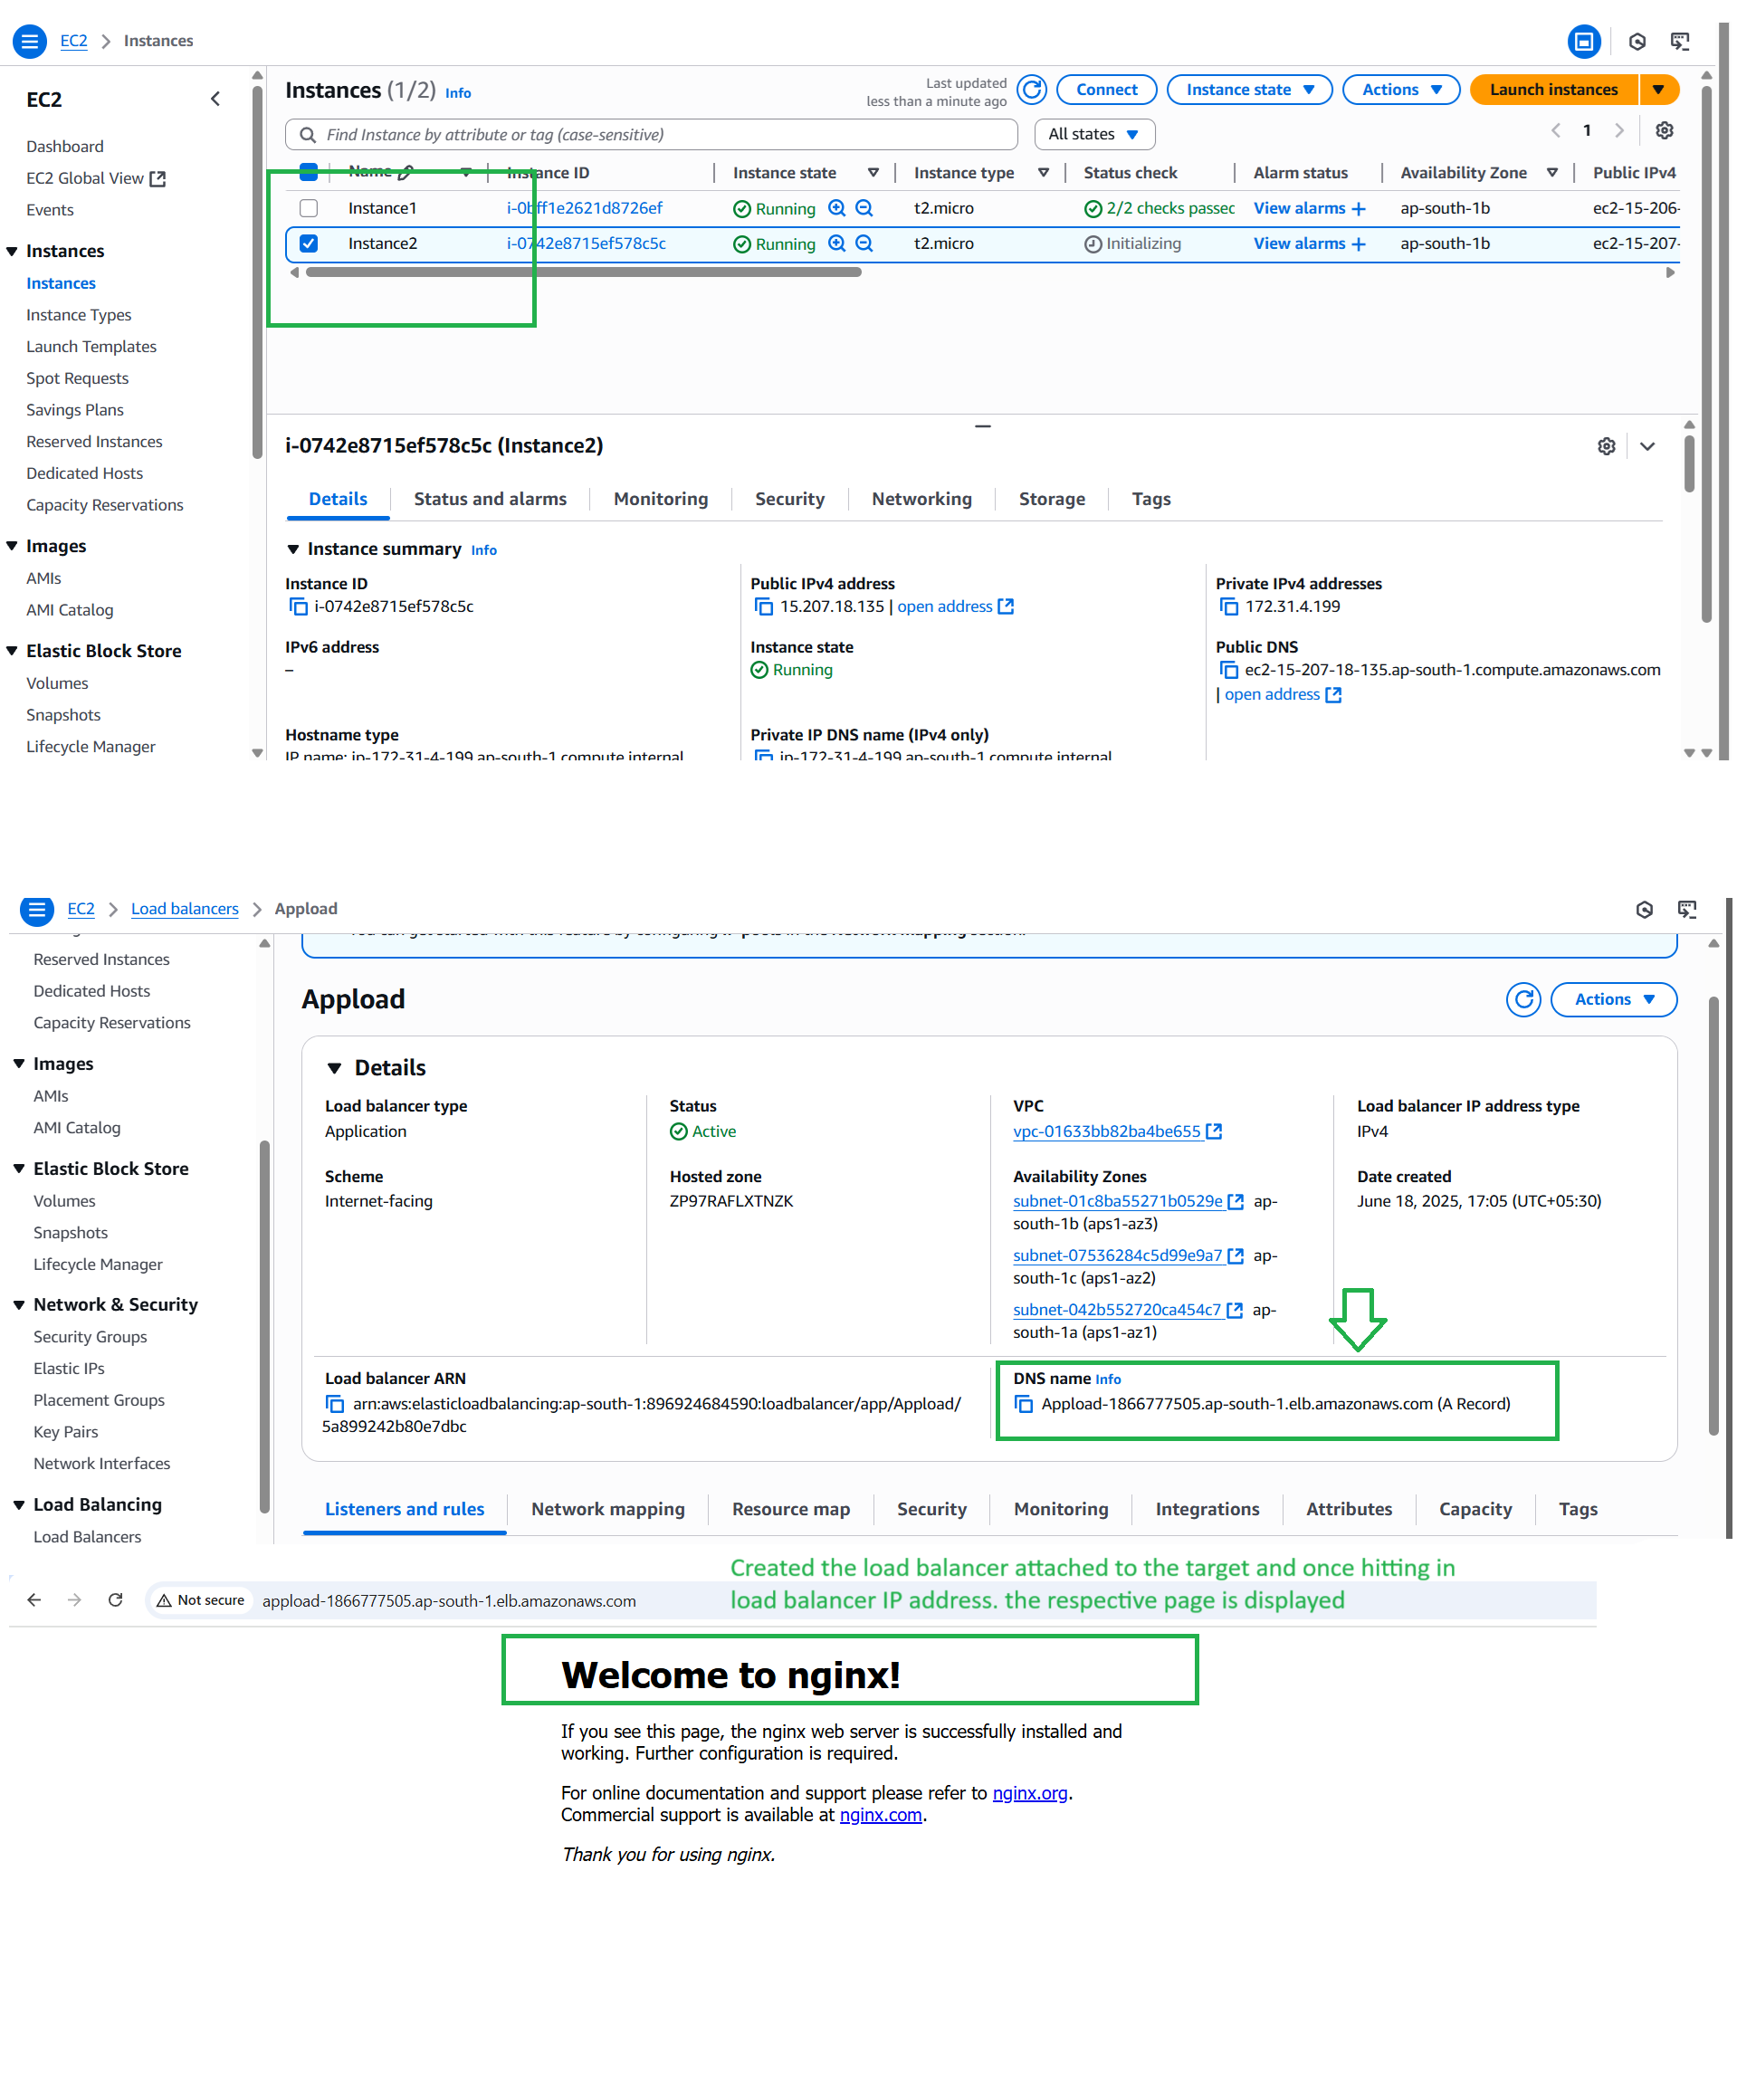 EC2 > Instances
EC2
Dashboard
EC2 Global View
Events
Instances
Instances
Instance Types
Launch Templates
Spot Requests
Savings Plans
Reserved Instances
Dedicated Hosts
Capacity Reservations
Images
AMIs
AMI Catalog
Elastic Block Store
Volumes
Snapshots
Lifecycle Manager
Instances (1/2) Info
Last updated
less than a minute ago
Connect
Instance state
Actions
Launch instances
Find Instance by attribute or tag (case-sensitive)
All states
1
Name Instance ID Instance state Instance type Status check Alarm status Availability Zone Public IPv4
Instance1 i-0bff1e2621d8726ef Running t2.micro 2/2 checks passec View alarms + ap-south-1b ec2-15-206-
Instance2 i-0742e8715ef578c5c Running t2.micro Initializing View alarms + ap-south-1b ec2-15-207-
i-0742e8715ef578c5c (Instance2)
Details Status and alarms Monitoring Security Networking Storage Tags
Instance summary Info
Instance ID
i-0742e8715ef578c5c
Public IPv4 address
15.207.18.135 | open address
Private IPv4 addresses
172.31.4.199
IPv6 address
–
Instance state
Running
Public DNS
ec2-15-207-18-135.ap-south-1.compute.amazonaws.com
| open address
Hostname type
IP name: ip-172-31-4-199.ap-south-1.compute.internal
Private IP DNS name (IPv4 only)
ip-172-31-4-199.ap-south-1.compute.internal
EC2 > Load balancers > Appload
Reserved Instances
Dedicated Hosts
Capacity Reservations
Images
AMIs
AMI Catalog
Elastic Block Store
Volumes
Snapshots
Lifecycle Manager
Network & Security
Security Groups
Elastic IPs
Placement Groups
Key Pairs
Network Interfaces
Load Balancing
Load Balancers
Appload
Actions
Details
Load balancer type
Application
Status
Active
VPC
vpc-01633bb82ba4be655
Load balancer IP address type
IPv4
Scheme
Internet-facing
Hosted zone
ZP97RAFLXTNZK
Availability Zones
subnet-01c8ba55271b0529e ap-
south-1b (aps1-az3)
subnet-07536284c5d99e9a7 ap-
south-1c (aps1-az2)
subnet-042b552720ca454c7 ap-
south-1a (aps1-az1)
Date created
June 18, 2025, 17:05 (UTC+05:30)
Load balancer ARN
arn:aws:elasticloadbalancing:ap-south-1:896924684590:loadbalancer/app/Appload/
5a899242b80e7dbc
DNS name Info
Appload-1866777505.ap-south-1.elb.amazonaws.com (A Record)
Listeners and rules Network mapping Resource map Security Monitoring Integrations Attributes Capacity Tags
Created the load balancer attached to the target and once hitting in
load balancer IP address. the respective page is displayed
Not secure appload-1866777505.ap-south-1.elb.amazonaws.com
Welcome to nginx!
If you see this page, the nginx web server is successfully installed and
working. Further configuration is required.
For online documentation and support please refer to nginx.org.
Commercial support is available at nginx.com.
Thank you for using nginx.